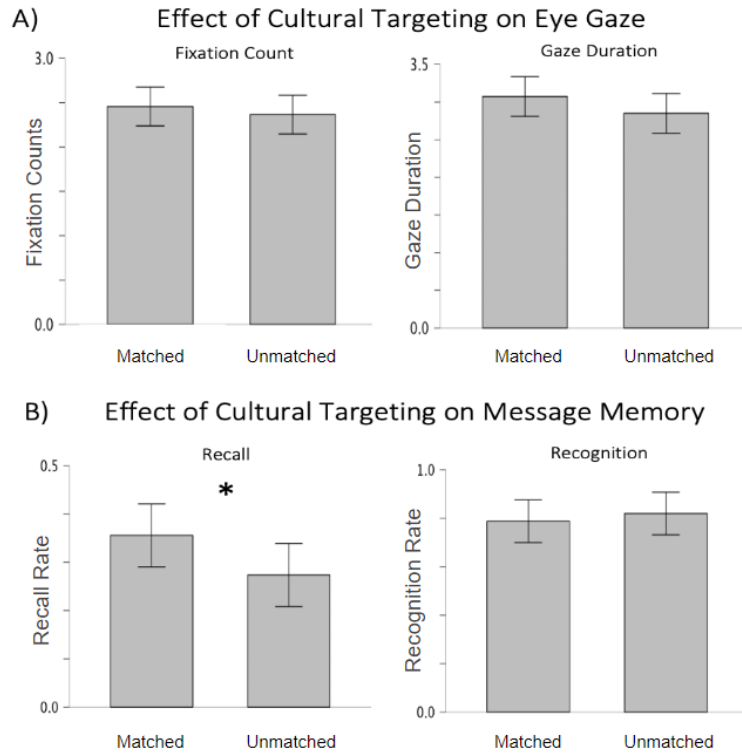 A) Effect of Cultural Targeting on Eye Gaze
Fixation Count
Gaze Duration
3.0
Fixation Counts
0.0
Matched Unmatched
3.5
Gaze Duration
0.0
Matched Unmatched
B) Effect of Cultural Targeting on Message Memory
Recall
Recognition
0.5
*
Recall Rate
0.0
Matched Unmatched
1.0
Recognition Rate
0.0
Matched Unmatched